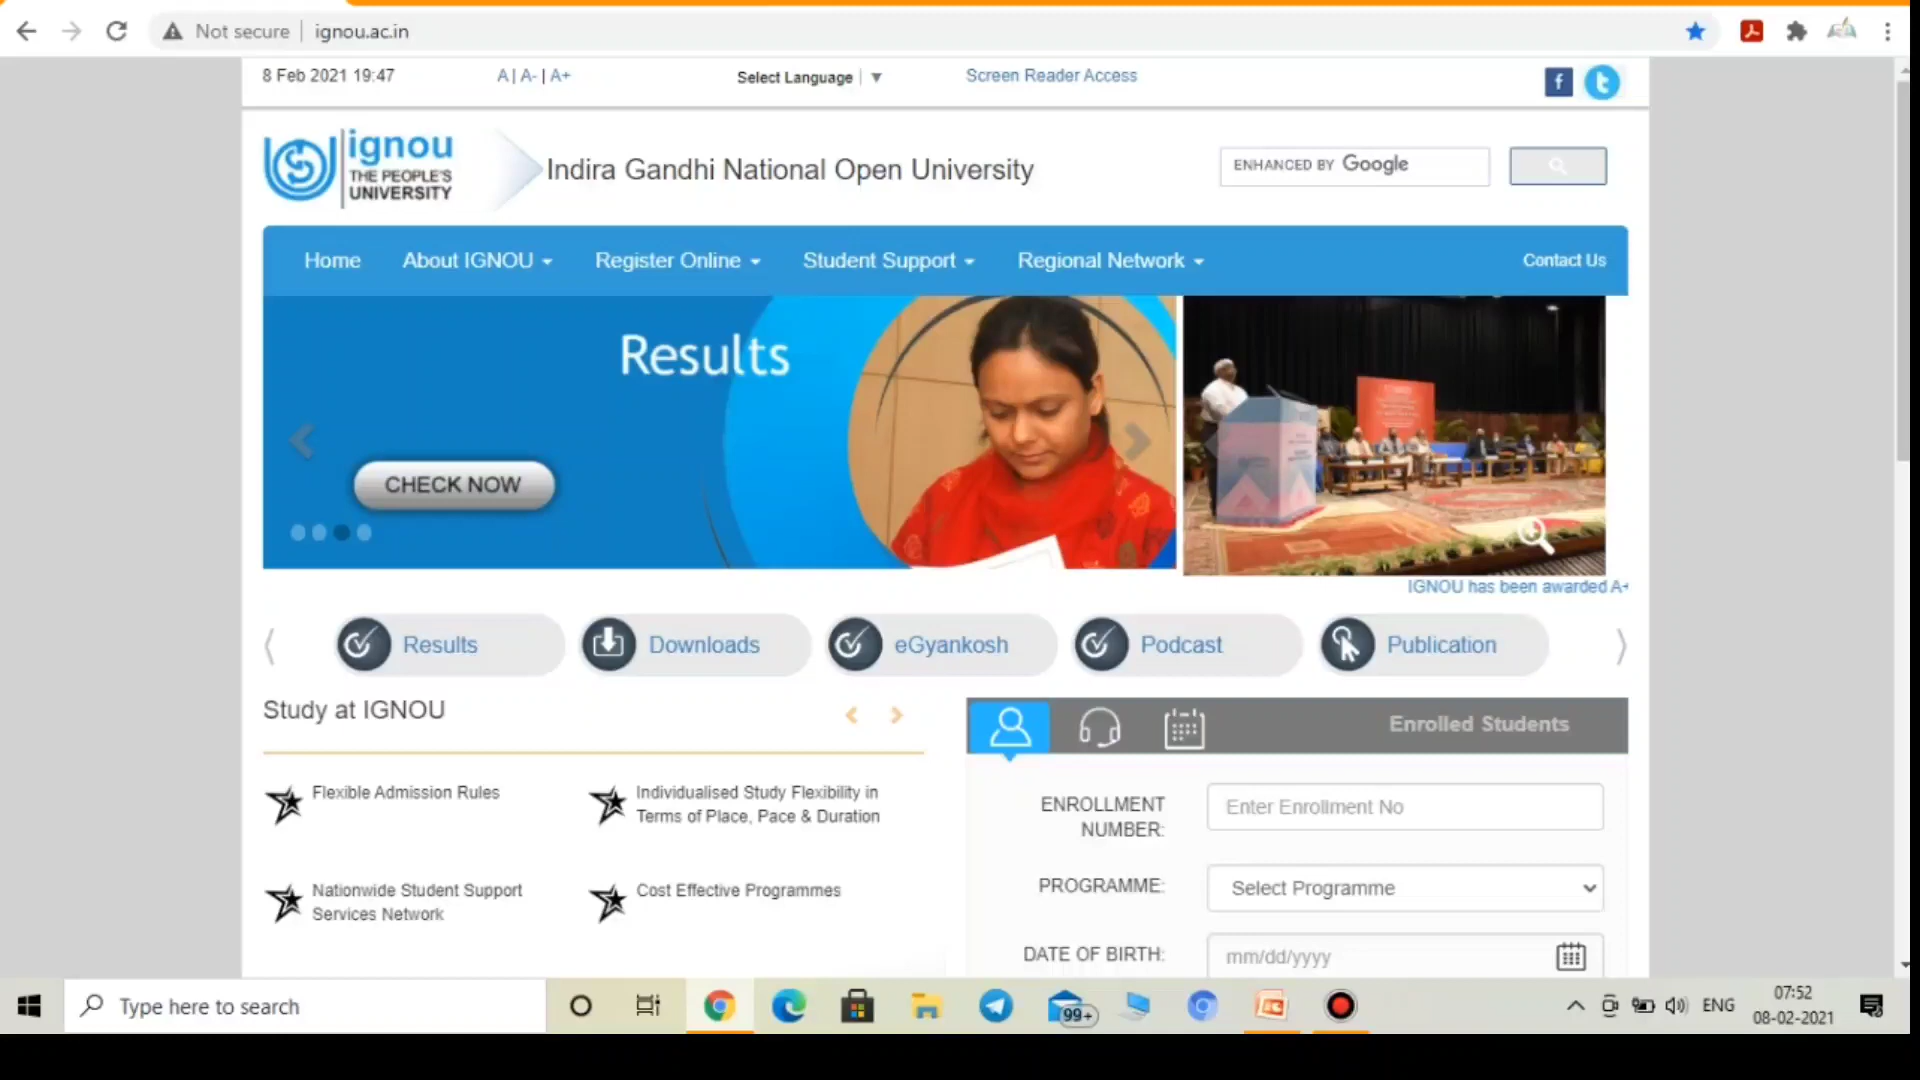 Not secure
ignou.ac.in
8 Feb 2021 19:47
A | A- | A+
Select Language ▼
Screen Reader Access
f
t
ignou
THE PEOPLE'S
UNIVERSITY
Indira Gandhi National Open University
ENHANCED BY Google
Home
About IGNOU
Register Online
Student Support
Regional Network
Contact Us
Results
CHECK NOW
IGNOU has been awarded A+
Results
Downloads
eGyankosh
Podcast
Publication
Study at IGNOU
Enrolled Students
Flexible Admission Rules
Individualised Study Flexibility in
Terms of Place, Pace & Duration
ENROLLMENT
NUMBER:
Enter Enrollment No
Nationwide Student Support
Services Network
Cost Effective Programmes
PROGRAMME:
Select Programme
DATE OF BIRTH:
mm/dd/yyyy
Type here to search
99+
ENG
07:52
08-02-2021